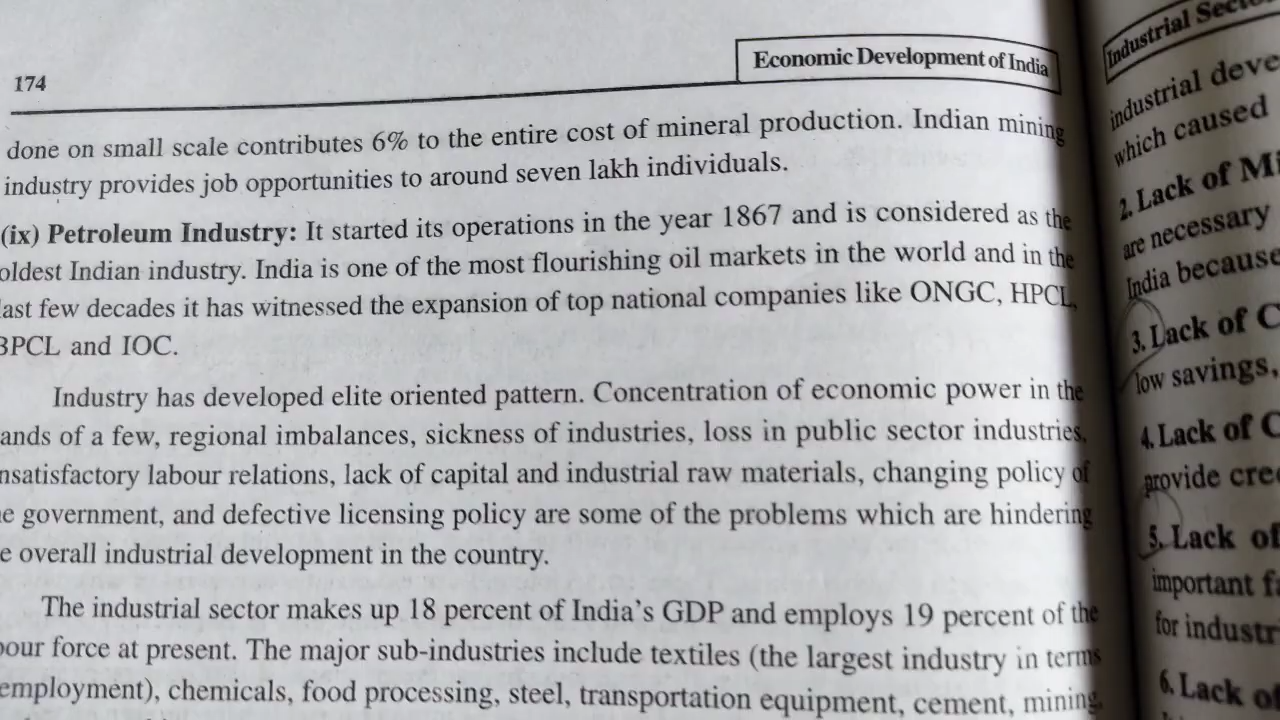 174
Economic Development of India
done on small scale contributes 6% to the entire cost of mineral production. Indian mining
industry provides job opportunities to around seven lakh individuals.
(ix) Petroleum Industry: It started its operations in the year 1867 and is considered as the
oldest Indian industry. India is one of the most flourishing oil markets in the world and in the
last few decades it has witnessed the expansion of top national companies like ONGC, HPCL,
BPCL and IOC.
Industry has developed elite oriented pattern. Concentration of economic power in the
ands of a few, regional imbalances, sickness of industries, loss in public sector industries,
nsatisfactory labour relations, lack of capital and industrial raw materials, changing policy of
e government, and defective licensing policy are some of the problems which are hindering
e overall industrial development in the country.
The industrial sector makes up 18 percent of India's GDP and employs 19 percent of the
our force at present. The major sub-industries include textiles (the largest industry in terms
employment), chemicals, food processing, steel, transportation equipment, cement, mining,
Industrial Secto
industrial deve
which caused
2. Lack of Mi
are necessary
India because
3. Lack of C
low savings,
4. Lack of C
provide cre
5. Lack of
important fa
for industr
6. Lack of